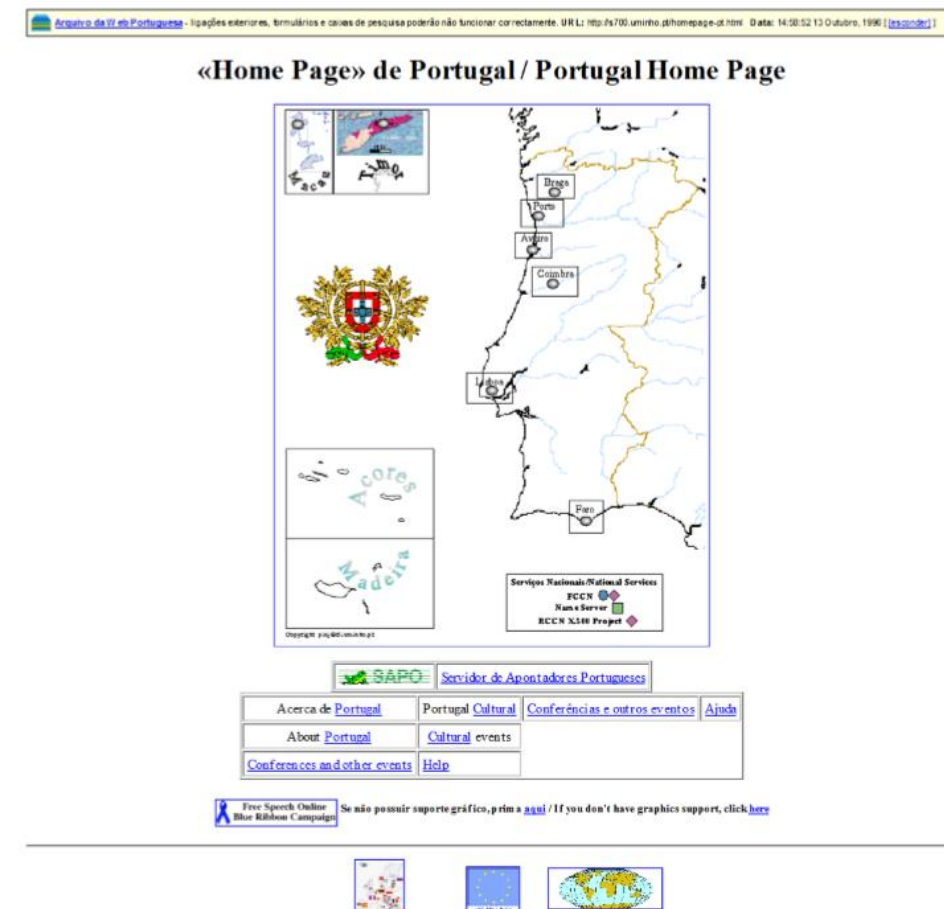 Arquivo da Web Portuguesa - ligações exteriores, formulários e caixas de pesquisa poderão não funcionar correctamente. URL: http://s700.uminho.pt/homepage-pt.html Data: 14:58:52 13 Outubro, 1996 [ [esconder] ]
«Home Page» de Portugal / Portugal Home Page
Macau
Timor
Braga
Porto
Aveiro
Coimbra
Lisboa
Açores
Faro
Madeira
Serviços Nacionais/National Services
FCCN
Name Server
RCCN X.500 Project
SAPO Servidor de Apontadores Portugueses
Acerca de Portugal Portugal Cultural Conferências e outros eventos Ajuda
About Portugal Cultural events
Conferences and other events Help
Free Speech Online
Blue Ribbon Campaign
Se não possuir suporte gráfico, prima aqui / If you don't have graphics support, click here